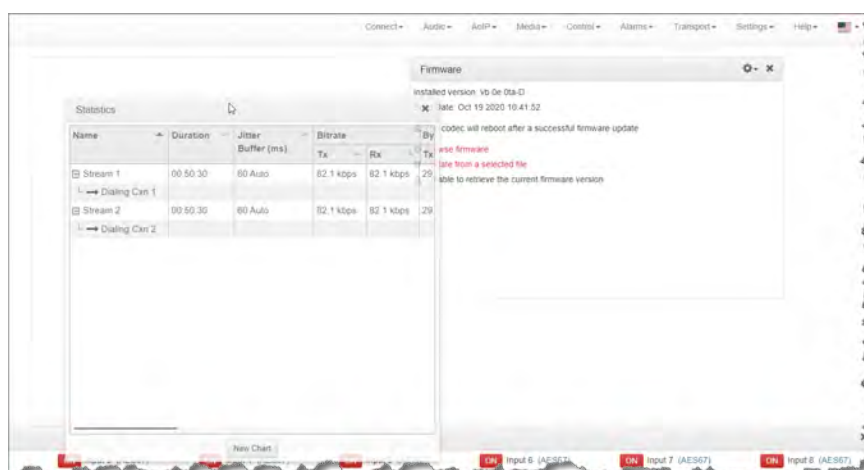 Connect Audio AoIP Media Control Alarms Transport Settings Help
Firmware
Installed version: Vb 0e 0ta-D
late: Oct 19 2020 10:41:52
codec will reboot after a successful firmware update
wse firmware
late from a selected file
able to retrieve the current firmware version
Statistics
Name Duration Jitter Buffer (ms) Bitrate By
Tx Rx Tx
Stream 1 00:50:30 60 Auto 82.1 kbps 82.1 kbps 29
Dialing Cxn 1
Stream 2 00:50:30 60 Auto 82.1 kbps 82.1 kbps 29
Dialing Cxn 2
New Chart
ON Input 6 (AES67) ON Input 7 (AES67) ON Input 8 (AES67)